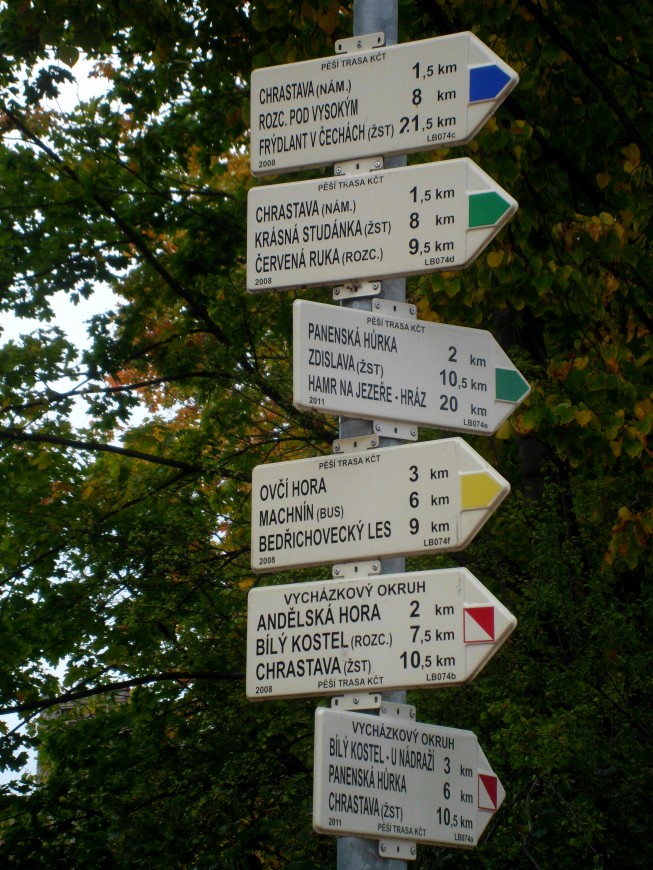 PĚŠÍ TRASA KČT
CHRASTAVA (NÁM.) 1,5 km
ROZC. POD VYSOKÝM 8 km
FRÝDLANT V ČECHÁCH (ŽST) 21,5 km
2008 LB074c
PĚŠÍ TRASA KČT
CHRASTAVA (NÁM.) 1,5 km
KRÁSNÁ STUDÁNKA (ŽST) 8 km
ČERVENÁ RUKA (ROZC.) 9,5 km
2008 LB074d
PĚŠÍ TRASA KČT
PANENSKÁ HŮRKA 2 km
ZDISLAVA (ŽST) 10,5 km
HAMR NA JEZEŘE - HRÁZ 20 km
2011 LB074e
PĚŠÍ TRASA KČT
OVČÍ HORA 3 km
MACHNÍN (BUS) 6 km
BEDŘICHOVECKÝ LES 9 km
2008 LB074f
VYCHÁZKOVÝ OKRUH
ANDĚLSKÁ HORA 2 km
BÍLÝ KOSTEL (ROZC.) 7,5 km
CHRASTAVA (ŽST) 10,5 km
2008 PĚŠÍ TRASA KČT LB074b
VYCHÁZKOVÝ OKRUH
BÍLÝ KOSTEL - U NÁDRAŽÍ 3 km
PANENSKÁ HŮRKA 6 km
CHRASTAVA (ŽST) 10,5 km
2011 PĚŠÍ TRASA KČT LB074a